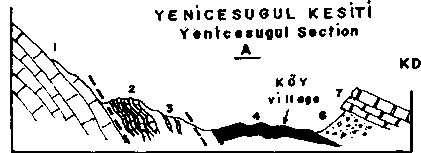 YENICESUGUL KESİTİ
Yenicesugul Section
A
KD
KÖY
village
1
2
3
4
6
7